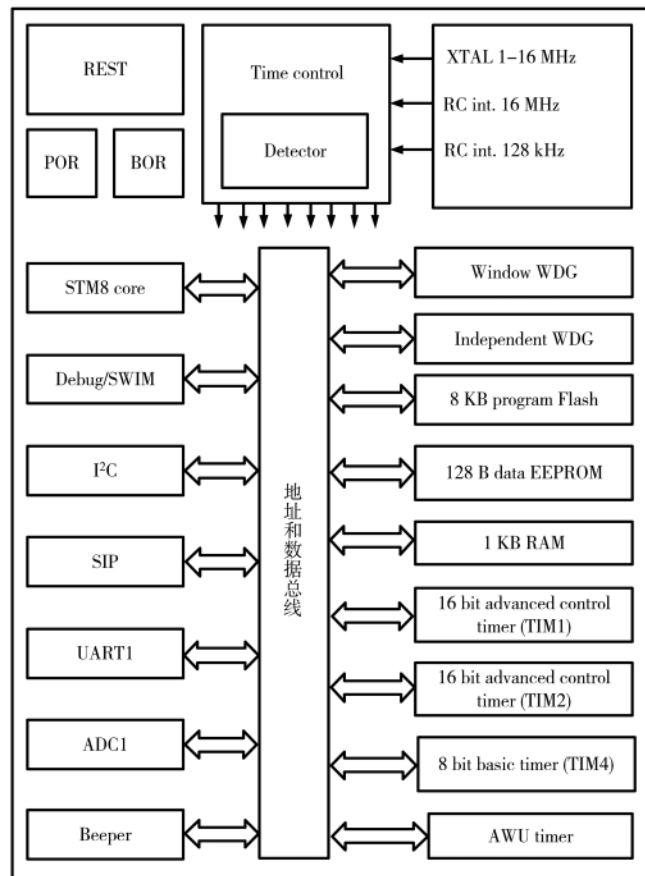 REST
POR
BOR
Time control
Detector
XTAL 1–16 MHz
RC int. 16 MHz
RC int. 128 kHz
STM8 core
Debug/SWIM
I²C
SIP
UART1
ADC1
Beeper
地址和数据总线
Window WDG
Independent WDG
8 KB program Flash
128 B data EEPROM
1 KB RAM
16 bit advanced control
timer (TIM1)
16 bit advanced control
timer (TIM2)
8 bit basic timer (TIM4)
AWU timer